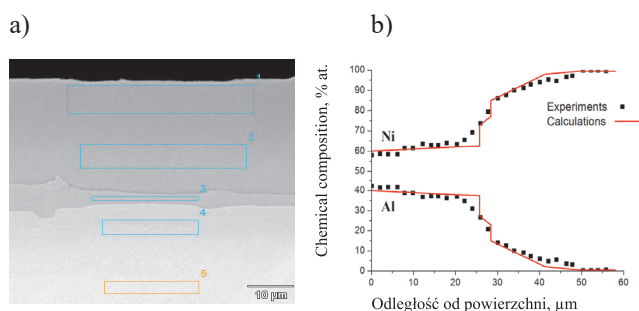 a)
1
2
3
4
5
10 µm
b)
Chemical composition, % at.
100
90
80
70
60
50
40
30
20
10
0
Ni
Al
Experiments
Calculations
0 10 20 30 40 50 60
Odległość od powierzchni, µm